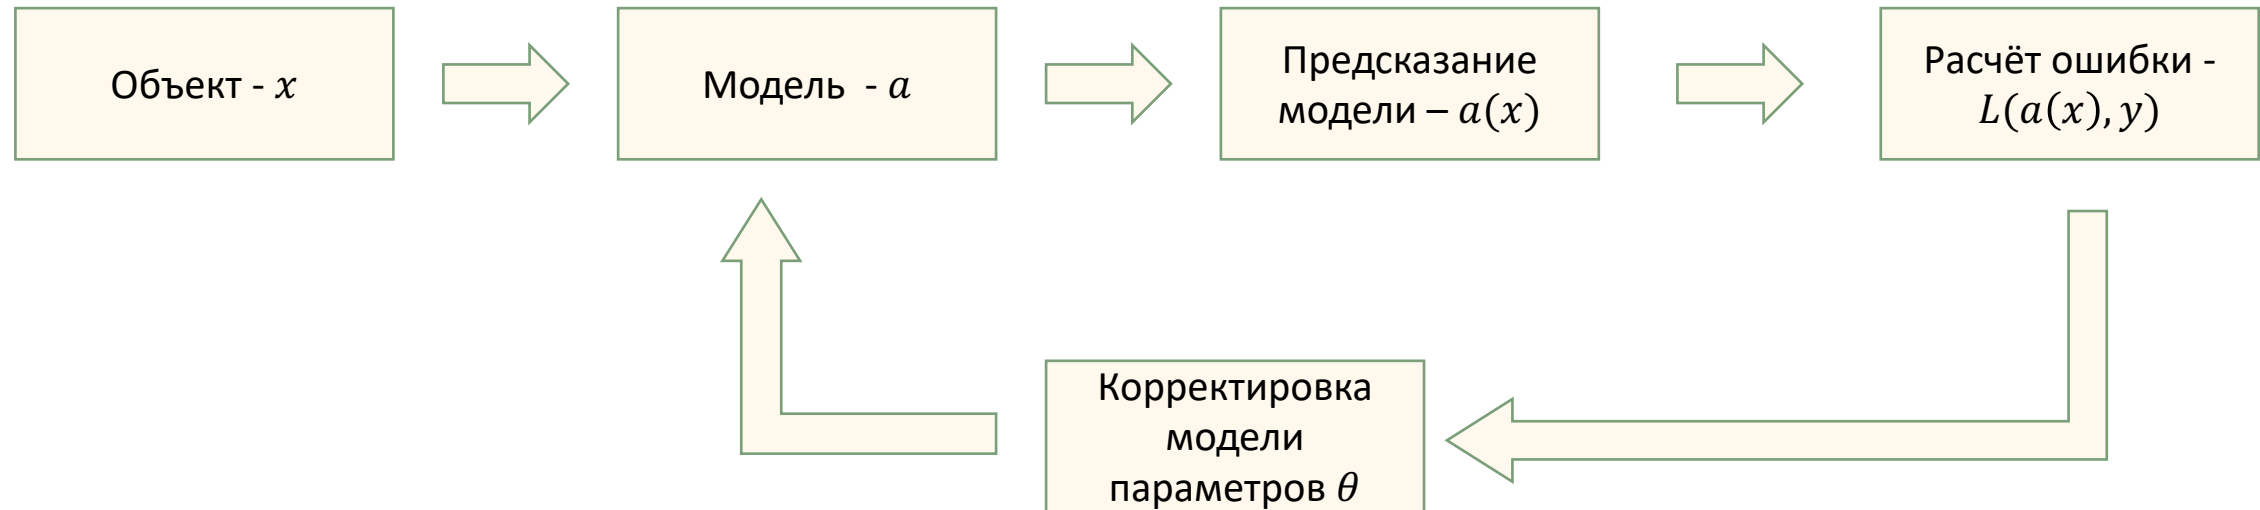 Объект - x
Модель - a
Предсказание
модели – a(x)
Расчёт ошибки -
L(a(x), y)
Корректировка
модели
параметров θ